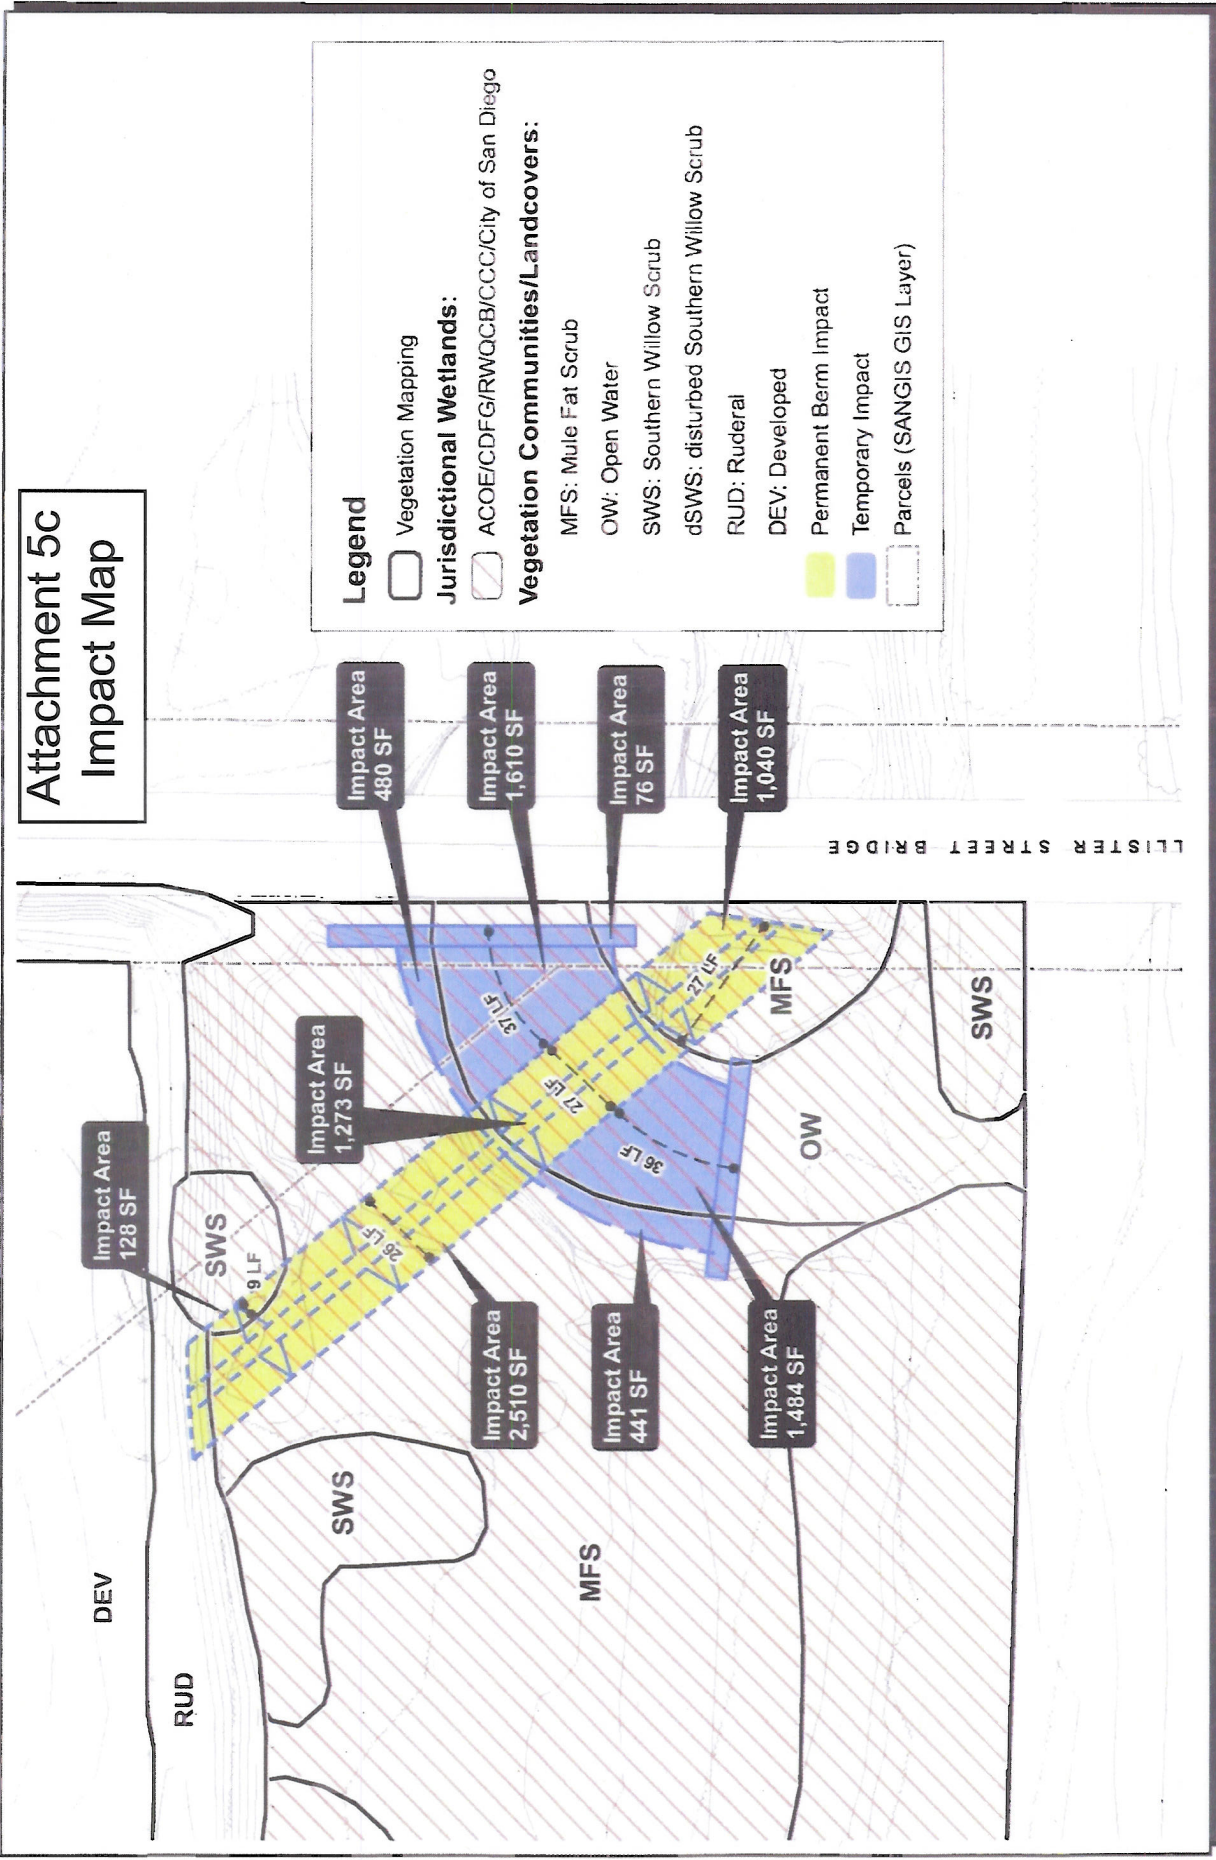 Attachment 5c
Impact Map
Legend
Vegetation Mapping
Jurisdictional Wetlands:
ACOE/CDFG/RWQCB/CCC/City of San Diego
Vegetation Communities/Landcovers:
MFS: Mule Fat Scrub
OW: Open Water
SWS: Southern Willow Scrub
dSWS: disturbed Southern Willow Scrub
RUD: Ruderal
DEV: Developed
Permanent Berm Impact
Temporary Impact
Parcels (SANGIS GIS Layer)
Impact Area
480 SF
Impact Area
1,610 SF
Impact Area
76 SF
Impact Area
1,040 SF
LLISTER STREET BRIDGE
Impact Area
128 SF
Impact Area
1,273 SF
Impact Area
2,510 SF
Impact Area
441 SF
Impact Area
1,484 SF
DEV
RUD
SWS
9 LF
26 LF
27 LF
37 LF
36 LF
27 LF
MFS
SWS
OW
SWS
MFS